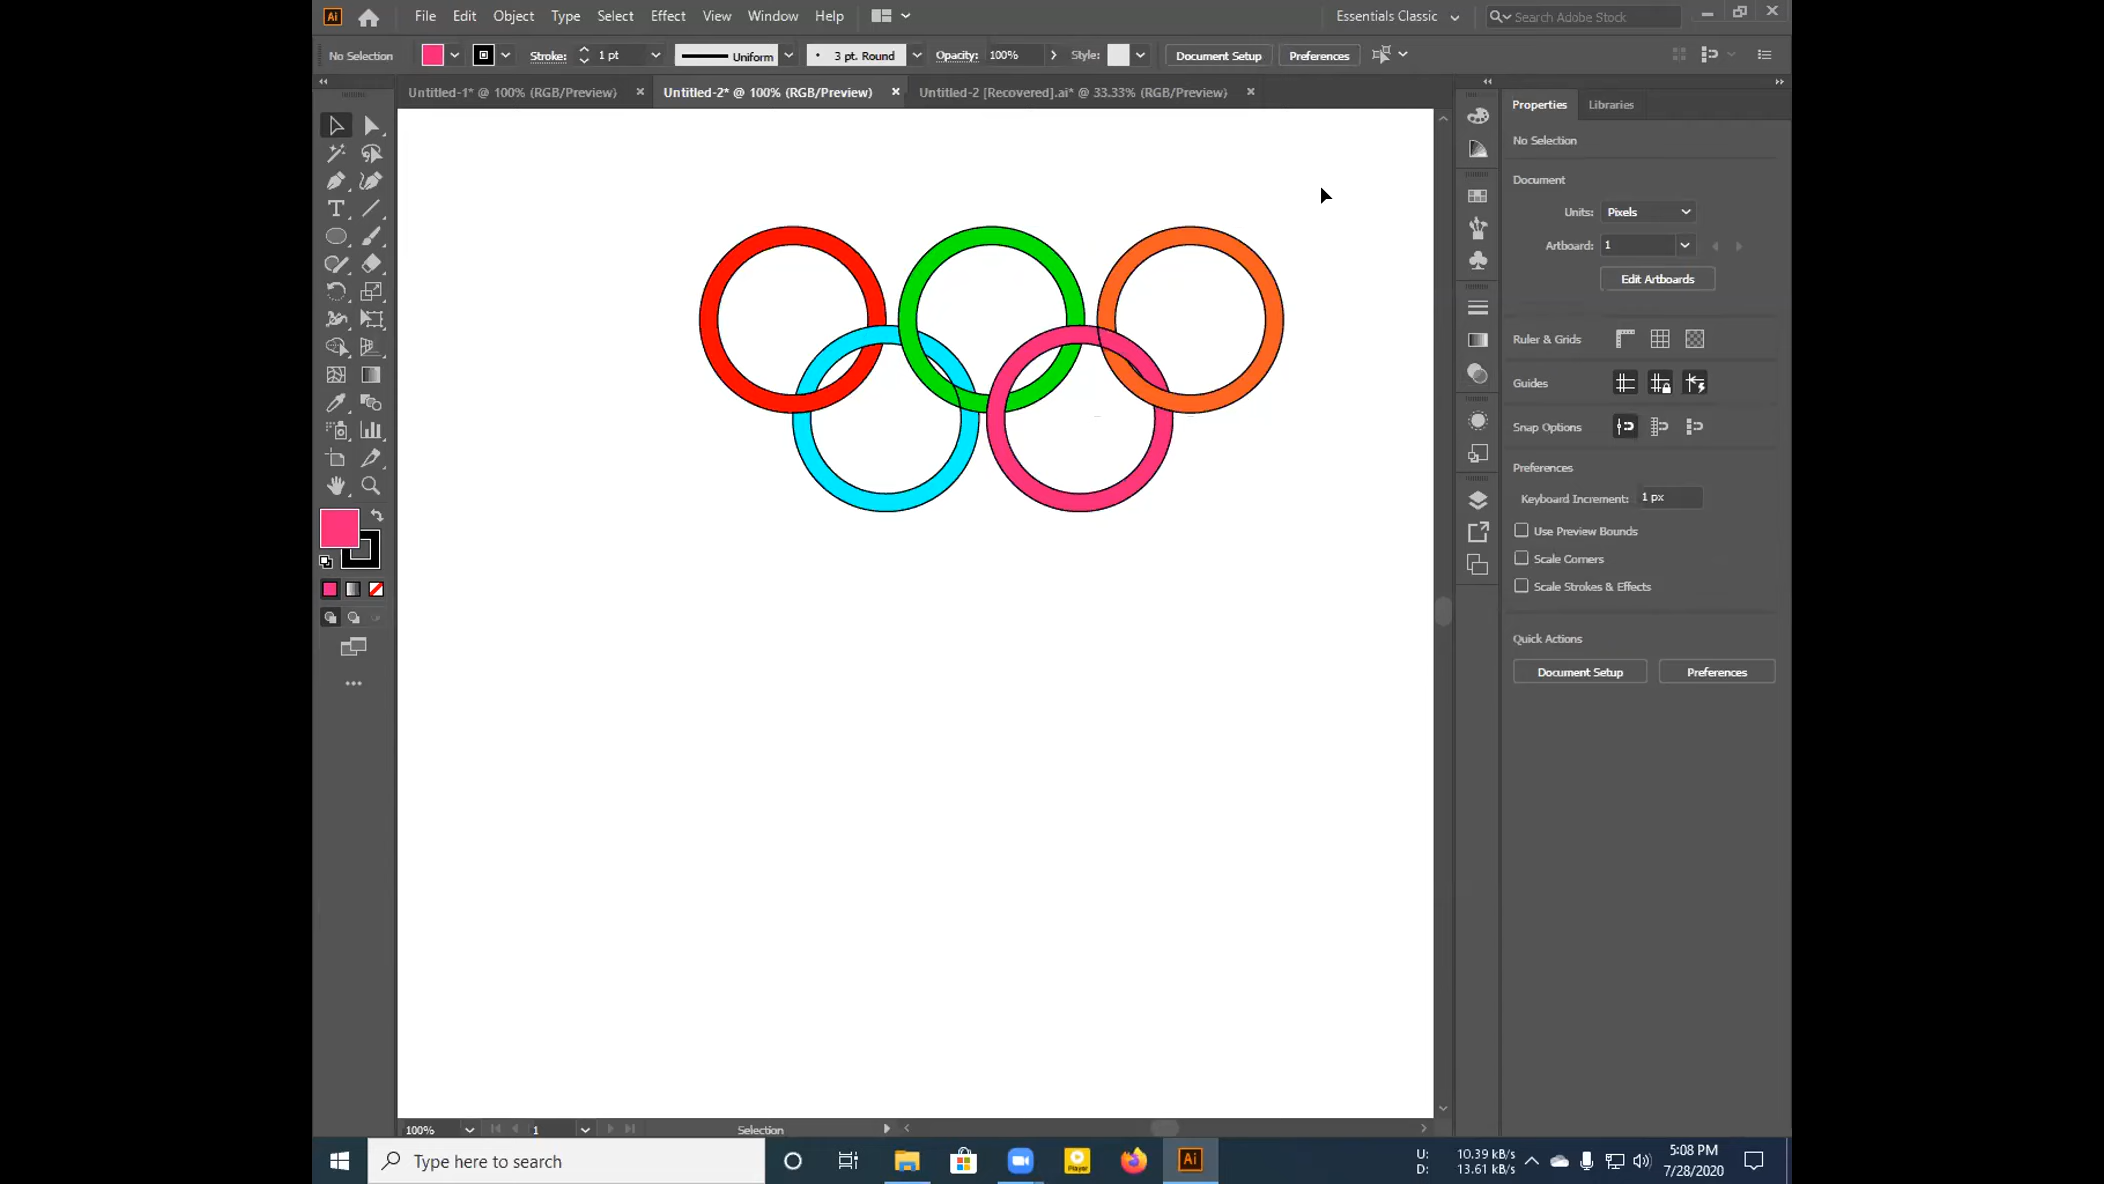 Ai File Edit Object Type Select Effect View Window Help Essentials Classic Search Adobe Stock
No Selection Stroke: 1 pt Uniform 3 pt. Round Opacity: 100% Style: Document Setup Preferences
Untitled-1* @ 100% (RGB/Preview) Untitled-2* @ 100% (RGB/Preview) Untitled-2 [Recovered].ai* @ 33.33% (RGB/Preview)
Properties Libraries
No Selection
Document
Units: Pixels
Artboard: 1
Edit Artboards
Ruler & Grids
Guides
Snap Options
Preferences
Keyboard Increment: 1 px
Use Preview Bounds
Scale Corners
Scale Strokes & Effects
Quick Actions
Document Setup Preferences
100% 1 Selection
Type here to search Player Ai
U: 10.39 kB/s
D: 13.61 kB/s
5:08 PM
7/28/2020